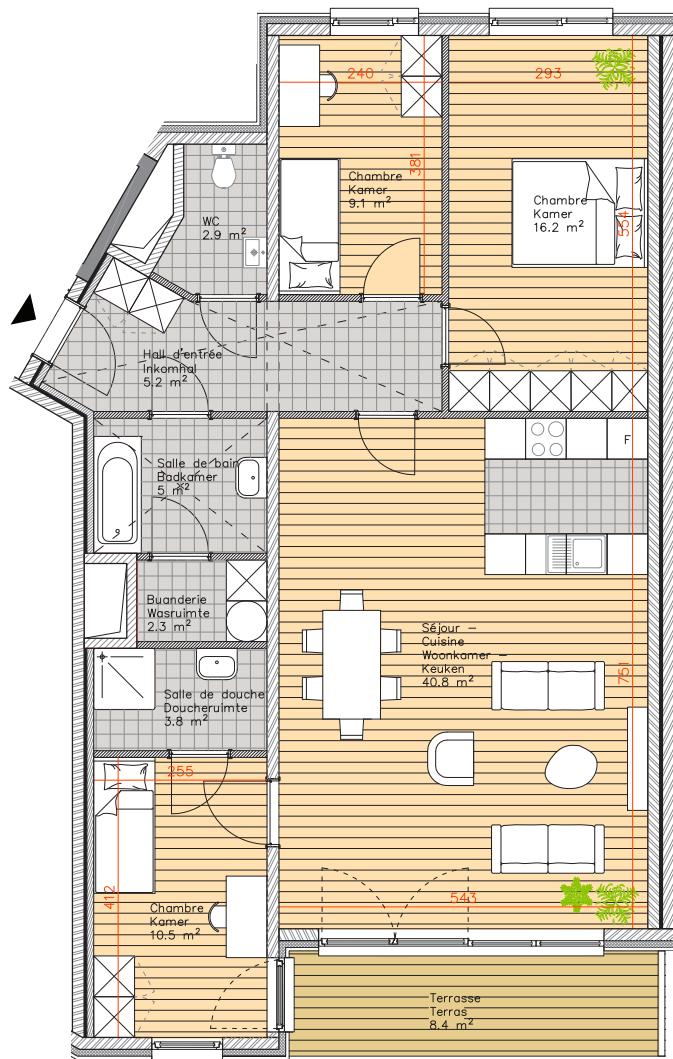 240
293
381
Chambre
Kamer
9.1 m²
Chambre
Kamer
16.2 m²
554
WC
2.9 m²
Hall d'entrée
Inkomhal
5.2 m²
Salle de bain
Badkamer
5 m²
F
Buanderie
Wasruimte
2.3 m²
Séjour –
Cuisine
Woonkamer –
Keuken
40.8 m²
751
Salle de douche
Doucheruimte
3.8 m²
255
412
Chambre
Kamer
10.5 m²
543
Terrasse
Terras
8.4 m²